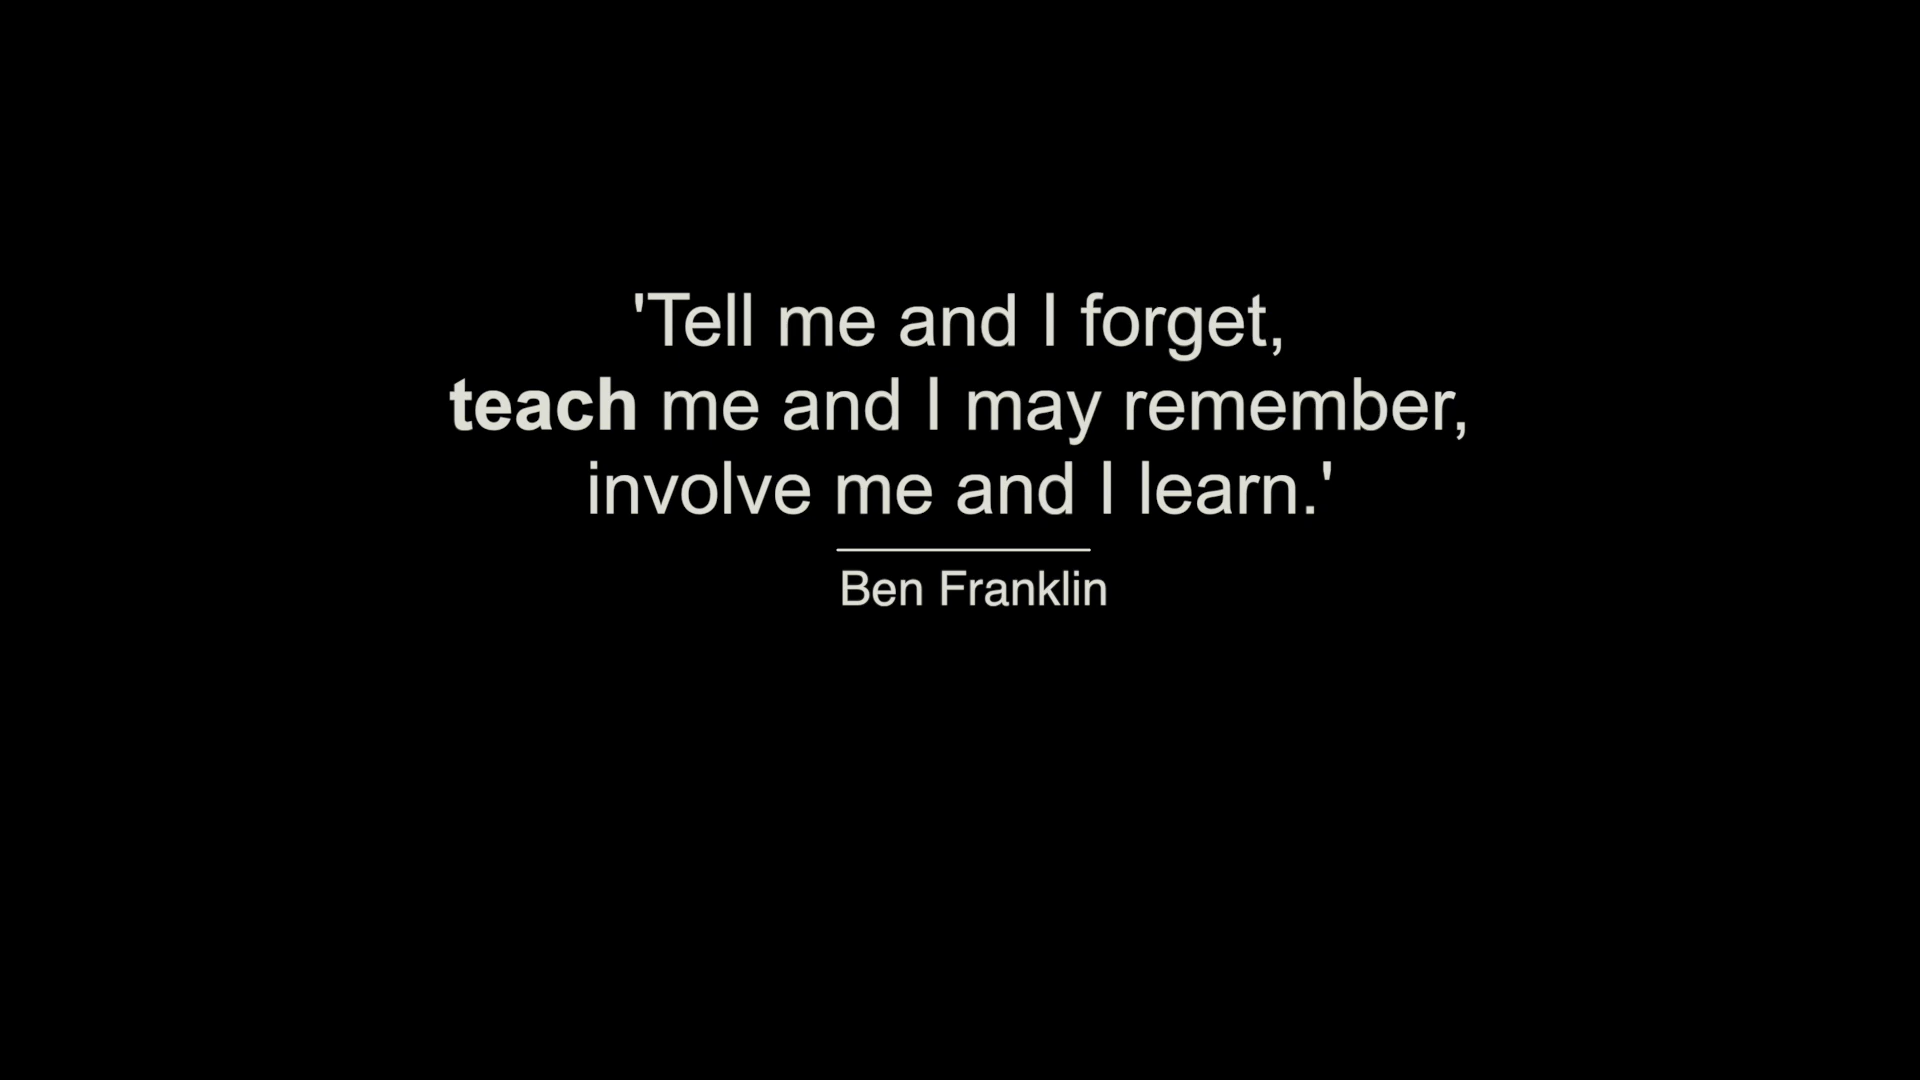 'Tell me and I forget,
teach me and I may remember,
involve me and I learn.'
Ben Franklin